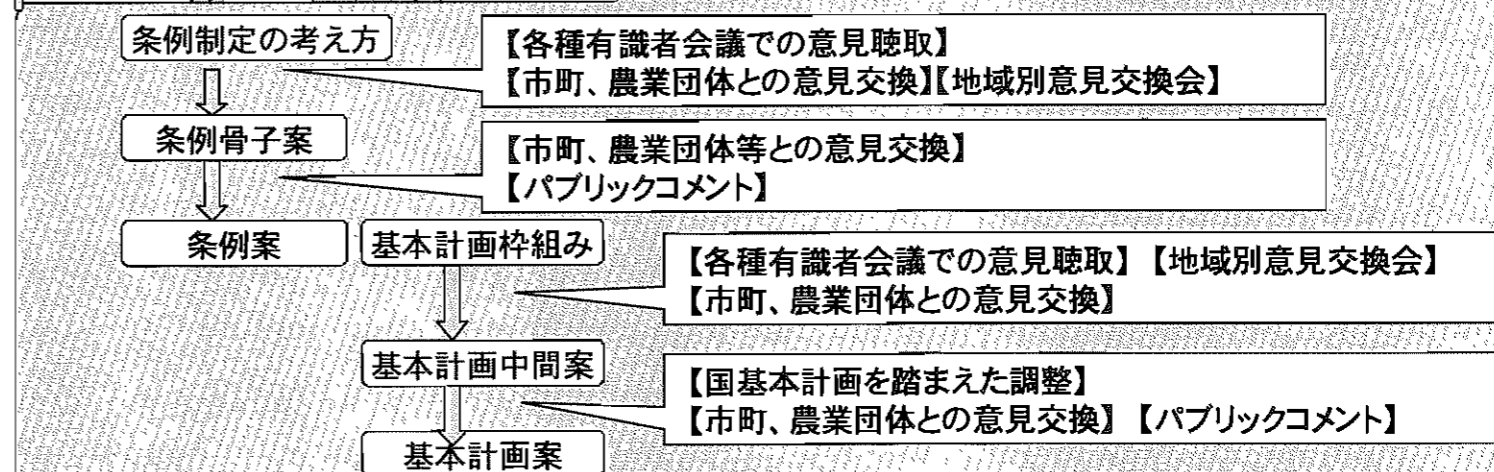 条例制定の考え方
【各種有識者会議での意見聴取】
【市町、農業団体との意見交換】【地域別意見交換会】
条例骨子案
【市町、農業団体等との意見交換】
【パブリックコメント】
条例案
基本計画枠組み
【各種有識者会議での意見聴取】 【地域別意見交換会】
【市町、農業団体との意見交換】
基本計画中間案
【国基本計画を踏まえた調整】
【市町、農業団体との意見交換】 【パブリックコメント】
基本計画案